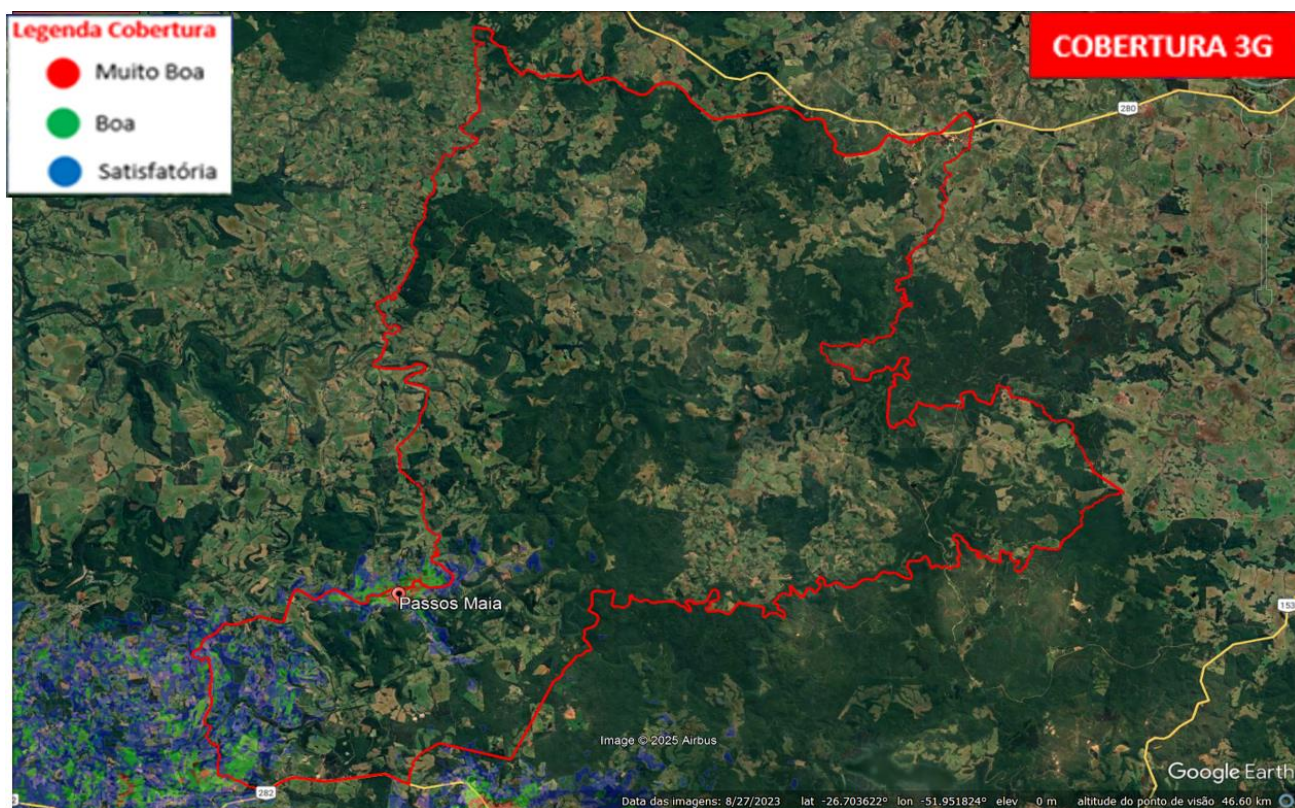 Legenda Cobertura
Muito Boa
Boa
Satisfatória
COBERTURA 3G
280
Passos Maia
153
282
Image © 2025 Airbus
Google Earth
Data das imagens: 8/27/2023 lat -26.703622° lon -51.951824° elev 0 m altitude do ponto de visão 46.60 km